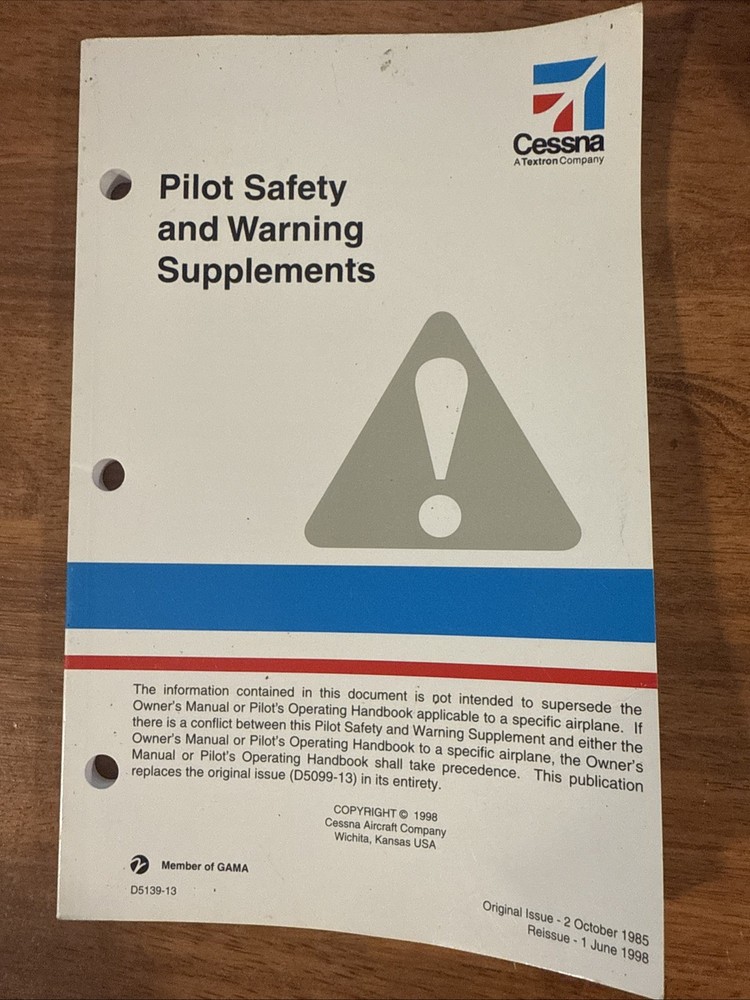 Cessna
A Textron Company
Pilot Safety
and Warning
Supplements
The information contained in this document is not intended to supersede the
Owner's Manual or Pilot's Operating Handbook applicable to a specific airplane. If
there is a conflict between this Pilot Safety and Warning Supplement and either the
Owner's Manual or Pilot's Operating Handbook to a specific airplane, the Owner's
Manual or Pilot's Operating Handbook shall take precedence. This publication
replaces the original issue (D5099-13) in its entirety.
COPYRIGHT © 1998
Cessna Aircraft Company
Wichita, Kansas USA
Member of GAMA
D5139-13
Original Issue - 2 October 1985
Reissue - 1 June 1998